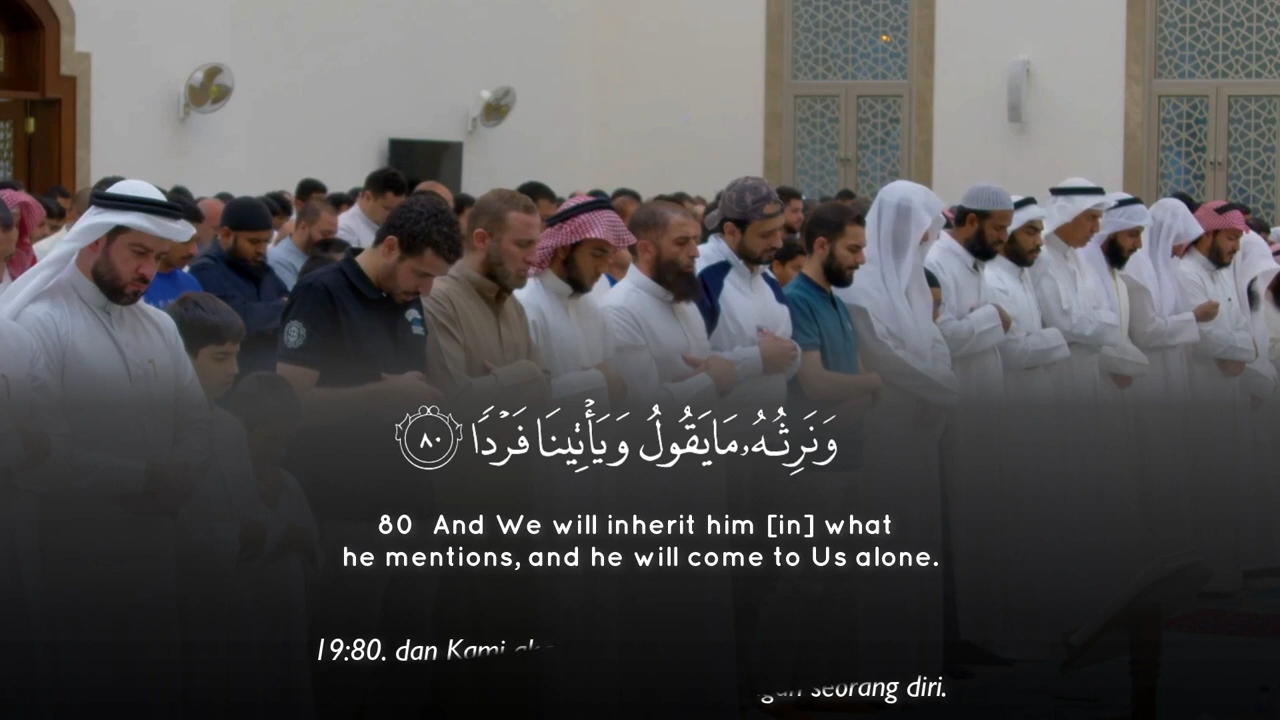 وَنَرِثُهُۥ مَا يَقُولُ وَيَأْتِينَا فَرْدًا ٨٠
80 And We will inherit him [in] what
he mentions, and he will come to Us alone.
19:80. dan Kami
seorang diri.